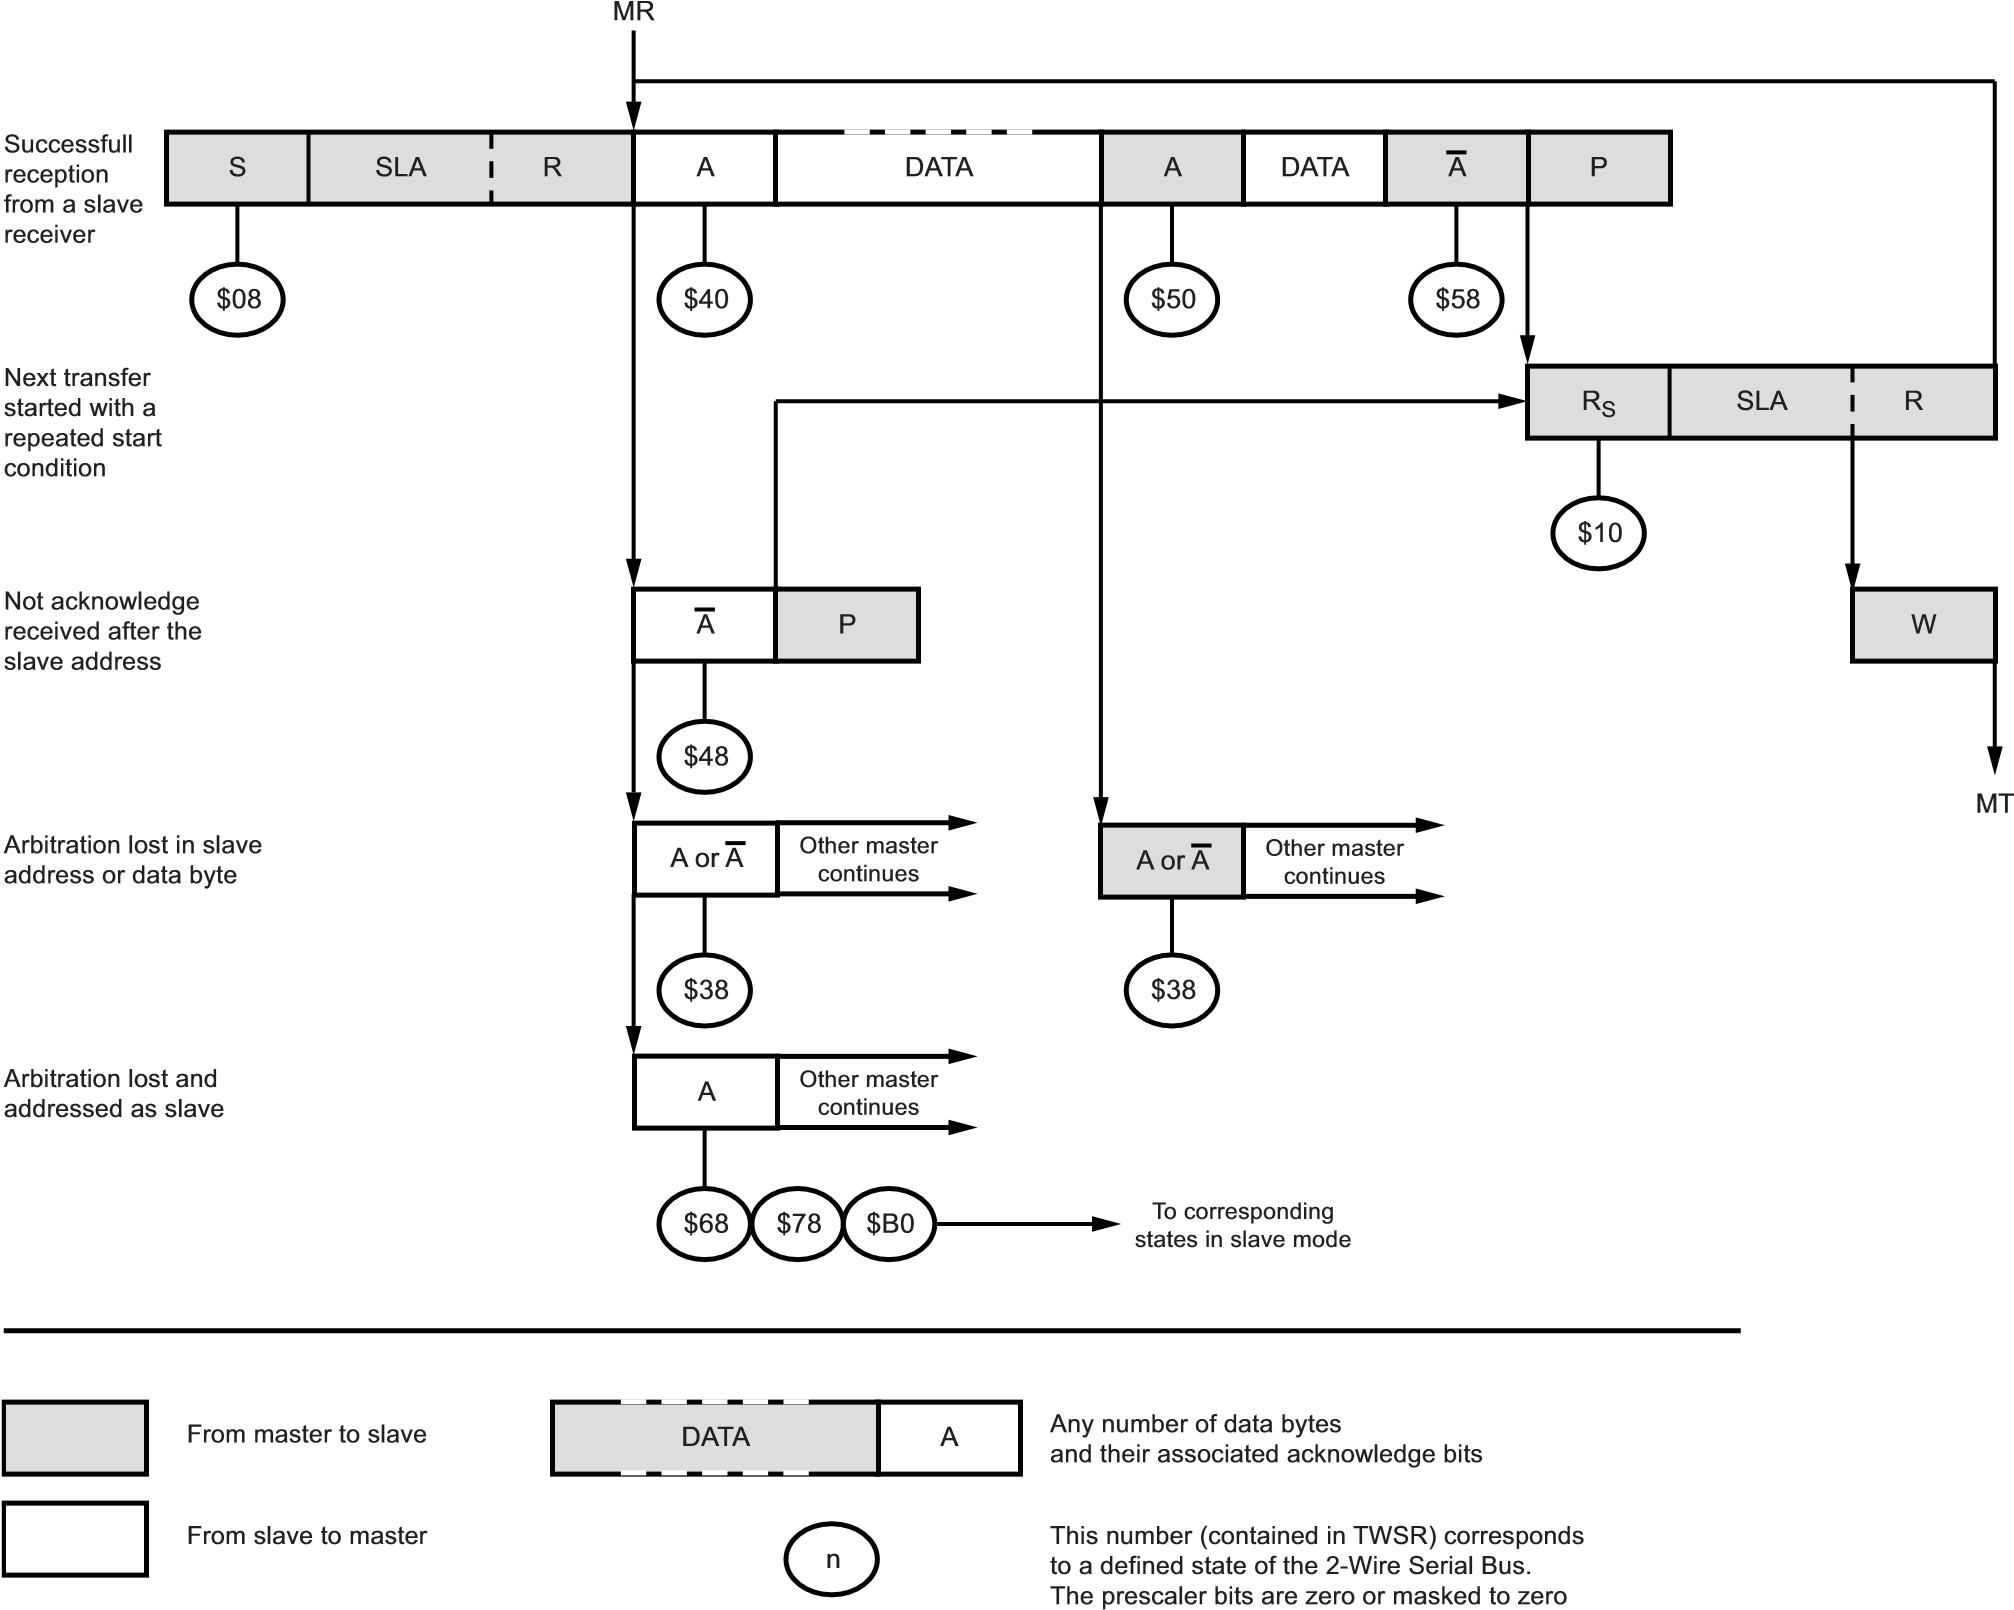 MR
Successfull
reception
from a slave
receiver
S SLA R A DATA A DATA A̅ P
$08 $40 $50 $58
Next transfer
started with a
repeated start
condition
RS SLA R
$10
Not acknowledge
received after the
slave address
A̅ P
W
$48
MT
Arbitration lost in slave
address or data byte
A or A̅
Other master
continues
A or A̅
Other master
continues
$38 $38
Arbitration lost and
addressed as slave
A
Other master
continues
$68 $78 $B0
To corresponding
states in slave mode
From master to slave
DATA A
Any number of data bytes
and their associated acknowledge bits
From slave to master
n
This number (contained in TWSR) corresponds
to a defined state of the 2-Wire Serial Bus.
The prescaler bits are zero or masked to zero